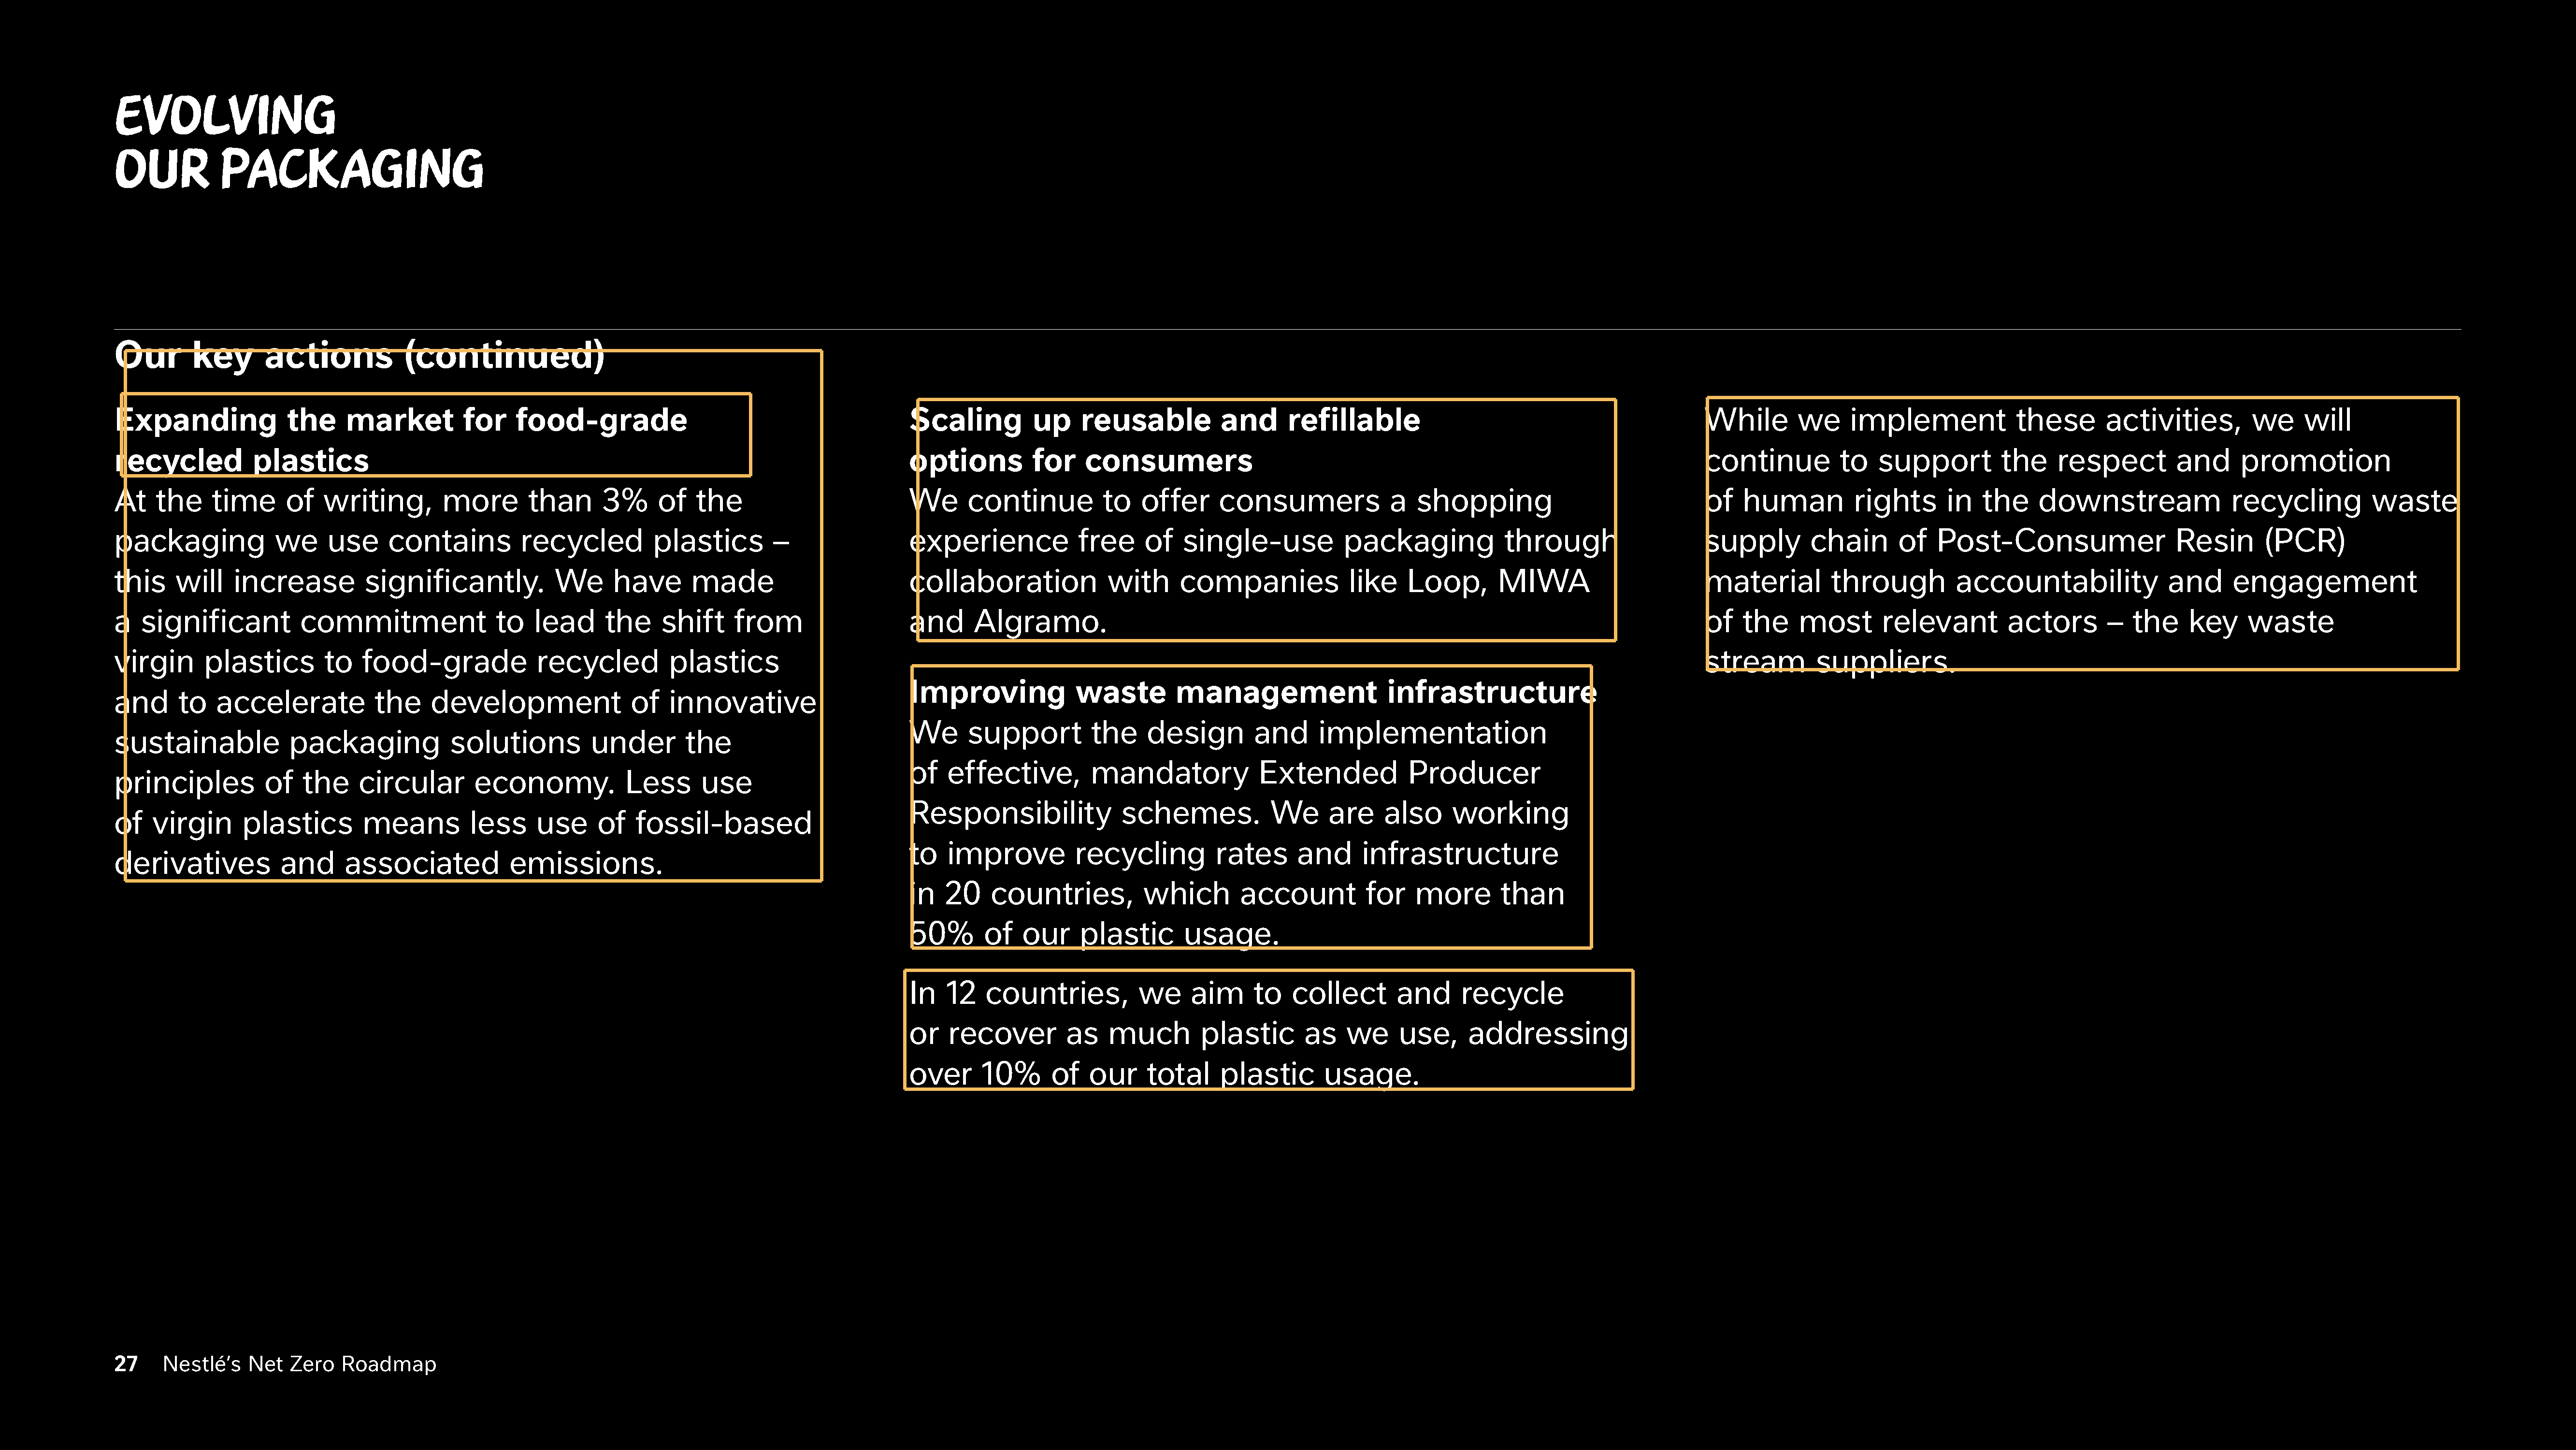 EVOLVING
OUR PACKAGING
Our key actions (continued)
Expanding the market for food-grade
recycled plastics
At the time of writing, more than 3% of the
packaging we use contains recycled plastics –
this will increase significantly. We have made
a significant commitment to lead the shift from
virgin plastics to food-grade recycled plastics
and to accelerate the development of innovative
sustainable packaging solutions under the
principles of the circular economy. Less use
of virgin plastics means less use of fossil-based
derivatives and associated emissions.
Scaling up reusable and refillable
options for consumers
We continue to offer consumers a shopping
experience free of single-use packaging through
collaboration with companies like Loop, MIWA
and Algramo.
Improving waste management infrastructure
We support the design and implementation
of effective, mandatory Extended Producer
Responsibility schemes. We are also working
to improve recycling rates and infrastructure
in 20 countries, which account for more than
50% of our plastic usage.
In 12 countries, we aim to collect and recycle
or recover as much plastic as we use, addressing
over 10% of our total plastic usage.
While we implement these activities, we will
continue to support the respect and promotion
of human rights in the downstream recycling waste
supply chain of Post-Consumer Resin (PCR)
material through accountability and engagement
of the most relevant actors – the key waste
stream suppliers.
27 Nestlé’s Net Zero Roadmap